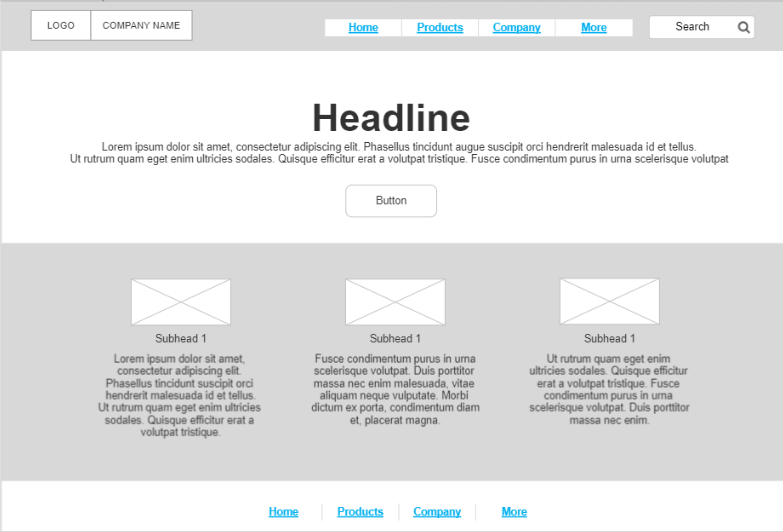 LOGO COMPANY NAME Home Products Company More Search
Headline
Lorem ipsum dolor sit amet, consectetur adipiscing elit. Phasellus tincidunt augue suscipit orci hendrerit malesuada id et tellus.
Ut rutrum quam eget enim ultricies sodales. Quisque efficitur erat a volutpat tristique. Fusce condimentum purus in urna scelerisque volutpat
Button
Subhead 1
Lorem ipsum dolor sit amet,
consectetur adipiscing elit.
Phasellus tincidunt suscipit orci
hendrerit malesuada id et tellus.
Ut rutrum quam eget enim ultricies
sodales. Quisque efficitur erat a
volutpat tristique.
Subhead 1
Fusce condimentum purus in urna
scelerisque volutpat. Duis porttitor
massa nec enim malesuada, vitae
aliquam neque vulputate. Morbi
dictum ex porta, condimentum diam
et, placerat magna.
Subhead 1
Ut rutrum quam eget enim
ultricies sodales. Quisque efficitur
erat a volutpat tristique. Fusce
condimentum purus in urna
scelerisque volutpat. Duis porttitor
massa nec enim.
Home Products Company More